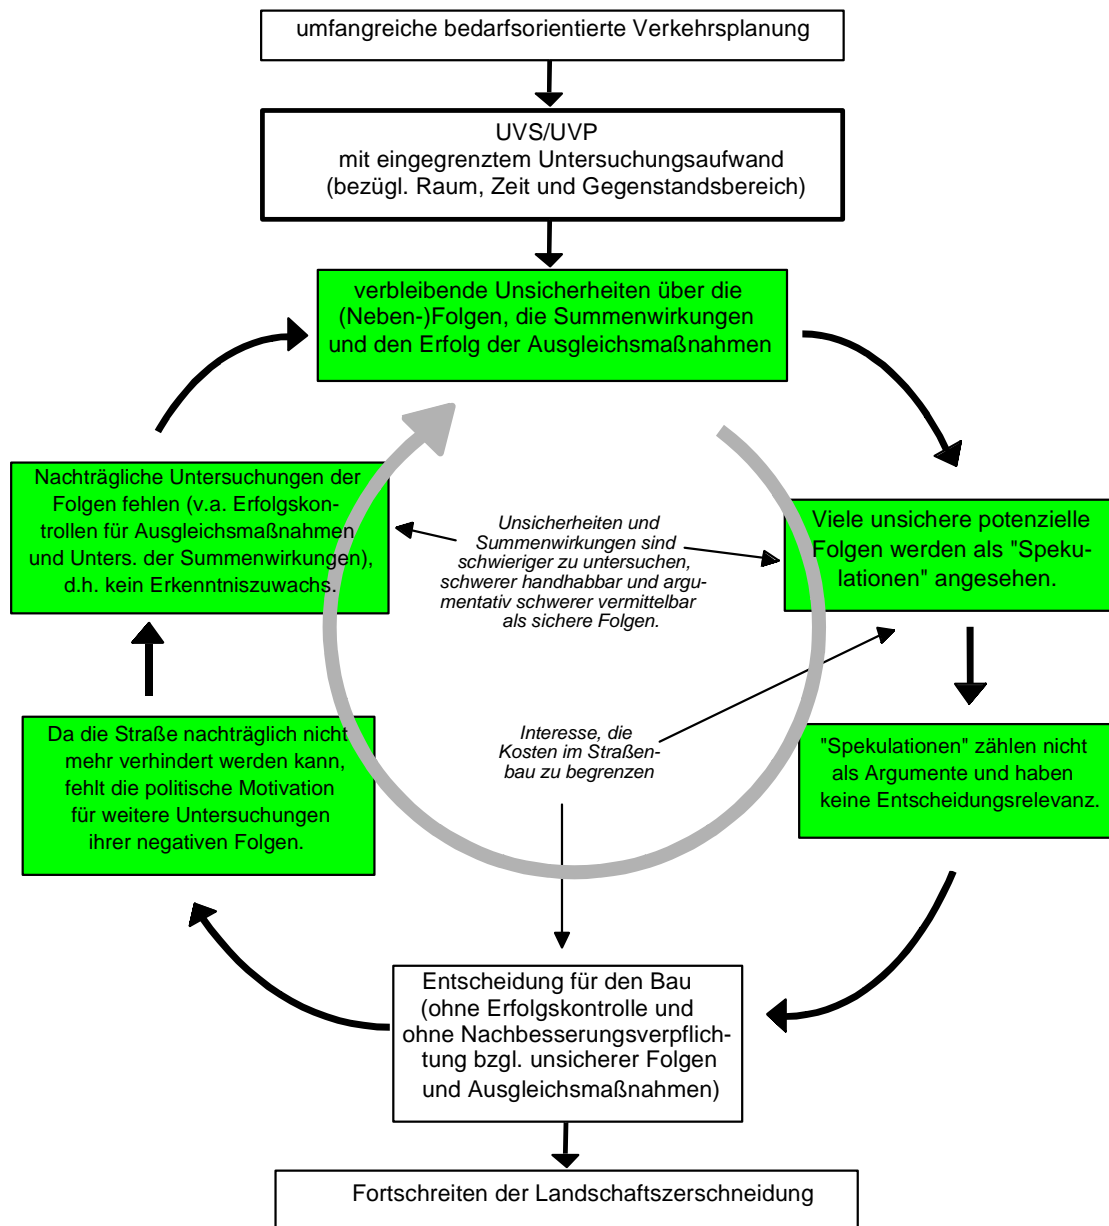 umfangreiche bedarfsorientierte Verkehrsplanung
UVS/UVP
mit eingegrenztem Untersuchungsaufwand
(bezügl. Raum, Zeit und Gegenstandsbereich)
verbleibende Unsicherheiten über die
(Neben-)Folgen, die Summenwirkungen
und den Erfolg der Ausgleichsmaßnahmen
Nachträgliche Untersuchungen der
Folgen fehlen (v.a. Erfolgskon-
trollen für Ausgleichsmaßnahmen
und Unters. der Summenwirkungen),
d.h. kein Erkenntniszuwachs.
Unsicherheiten und
Summenwirkungen sind
schwieriger zu untersuchen,
schwerer handhabbar und argu-
mentativ schwerer vermittelbar
als sichere Folgen.
Viele unsichere potenzielle
Folgen werden als "Speku-
lationen" angesehen.
Da die Straße nachträglich nicht
mehr verhindert werden kann,
fehlt die politische Motivation
für weitere Untersuchungen
ihrer negativen Folgen.
Interesse, die
Kosten im Straßen-
bau zu begrenzen
"Spekulationen" zählen nicht
als Argumente und haben
keine Entscheidungsrelevanz.
Entscheidung für den Bau
(ohne Erfolgskontrolle und
ohne Nachbesserungsverpflich-
tung bzgl. unsicherer Folgen
und Ausgleichsmaßnahmen)
Fortschreiten der Landschaftszerschneidung